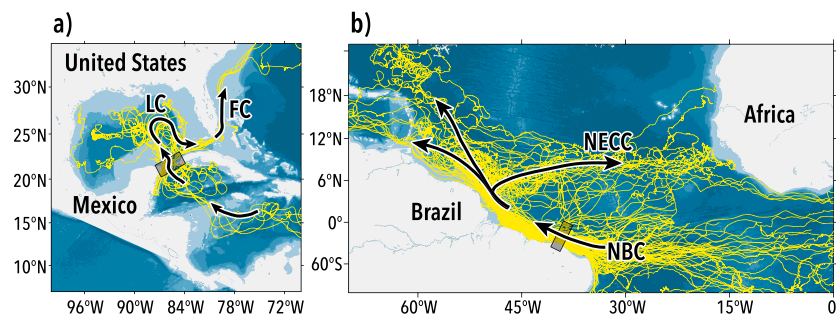 a)
United States
LC
FC
Mexico
30°N
25°N
20°N
15°N
10°N
96°W
90°W
84°W
78°W
72°W
b)
Africa
NECC
Brazil
NBC
18°N
12°N
6°N
0°
60°S
60°W
45°W
30°W
15°W
0